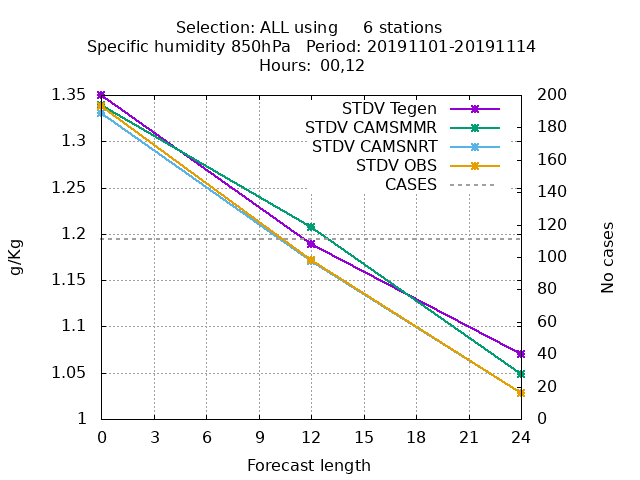 Selection: ALL using 6 stations
Specific humidity 850hPa Period: 20191101-20191114
Hours: 00,12
1.35
1.3
1.25
1.2
1.15
1.1
1.05
1
g/Kg
STDV Tegen
STDV CAMSMMR
STDV CAMSNRT
STDV OBS
CASES
200
180
160
140
120
100
80
60
40
20
0
No cases
0 3 6 9 12 15 18 21 24
Forecast length